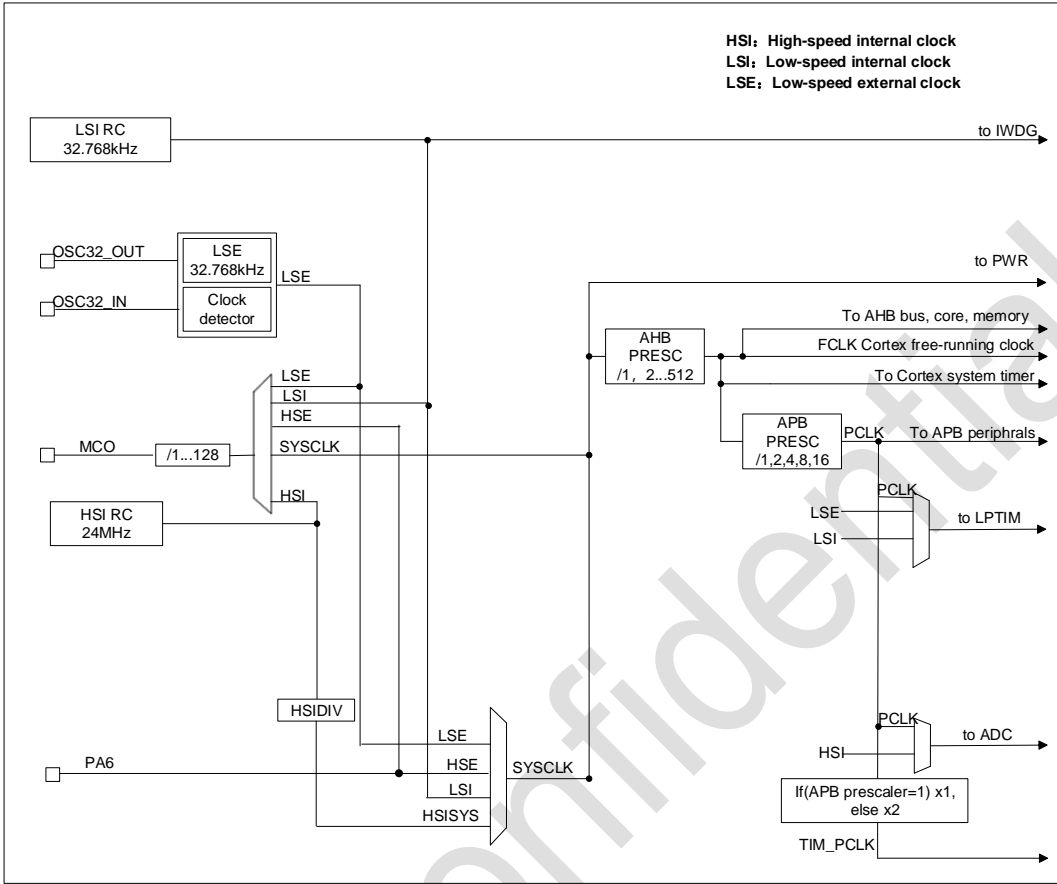 HSI： High-speed internal clock
LSI： Low-speed internal clock
LSE： Low-speed external clock
LSI RC
32.768kHz
to IWDG
OSC32_OUT
LSE
32.768kHz
LSE
OSC32_IN
Clock
detector
to PWR
To AHB bus, core, memory
AHB
PRESC
/1， 2...512
FCLK Cortex free-running clock
To Cortex system timer
LSE
LSI
HSE
SYSCLK
HSI
MCO
/1...128
APB
PRESC
/1,2,4,8,16
PCLK
To APB periphrals
HSI RC
24MHz
PCLK
LSE
LSI
to LPTIM
HSIDIV
LSE
HSE
LSI
HSISYS
SYSCLK
PA6
PCLK
HSI
to ADC
If(APB prescaler=1) x1,
else x2
TIM_PCLK
onfidential